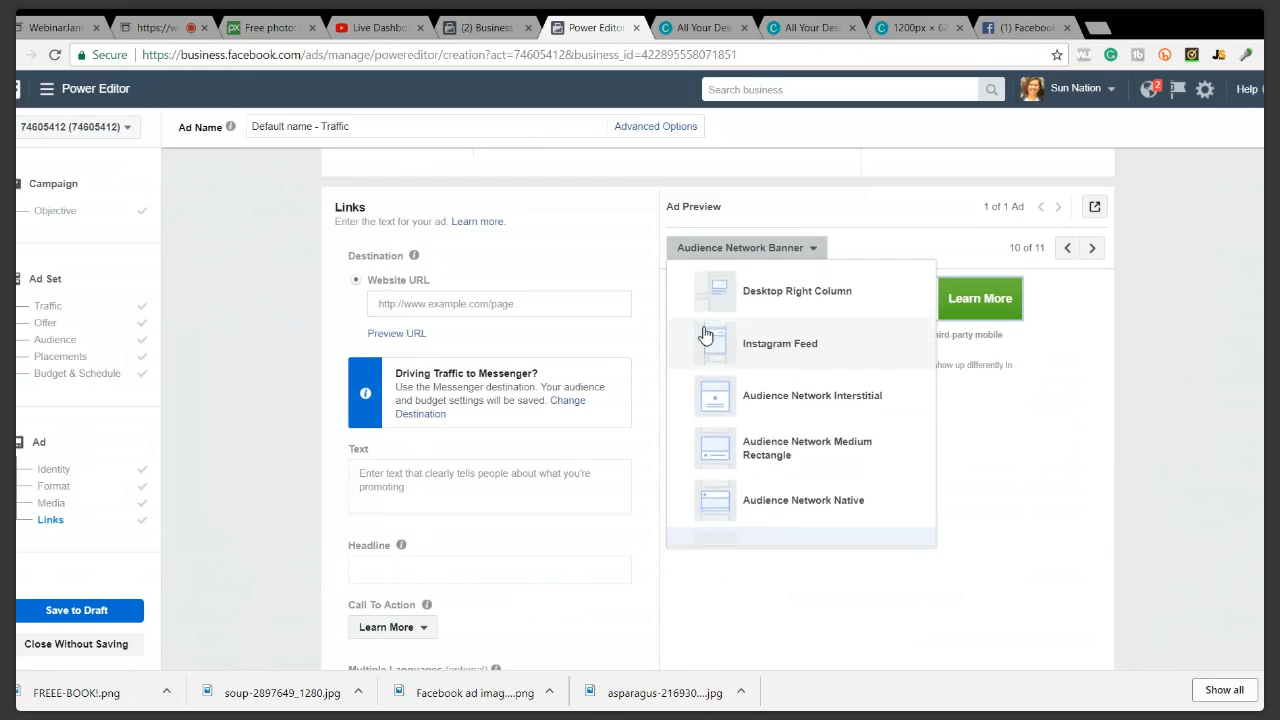 WebinarJam
https://w
Free photo
Live Dashbo
(2) Business
Power Editor
All Your Desi
All Your Desi
1200px × 62
(1) Facebook
Secure
https://business.facebook.com/ads/manage/powereditor/creation?act=74605412&business_id=422895558071851
Power Editor
Search business
Sun Nation
2
Help
74605412 (74605412)
Ad Name
Default name - Traffic
Advanced Options
Campaign
Objective
Ad Set
Traffic
Offer
Audience
Placements
Budget & Schedule
Ad
Identity
Format
Media
Links
Save to Draft
Close Without Saving
Links
Enter the text for your ad. Learn more.
Destination
Website URL
http://www.example.com/page
Preview URL
Driving Traffic to Messenger?
Use the Messenger destination. Your audience
and budget settings will be saved. Change
Destination
Text
Enter text that clearly tells people about what you're
promoting
Headline
Call To Action
Learn More
Multiple Languages (optional)
Ad Preview
1 of 1 Ad
Audience Network Banner
10 of 11
Desktop Right Column
Instagram Feed
Audience Network Interstitial
Audience Network Medium
Rectangle
Audience Network Native
Learn More
hird-party mobile
show up differently in
FREEE-BOOK!.png
soup-2897649_1280.jpg
Facebook ad imag....png
asparagus-216930....jpg
Show all